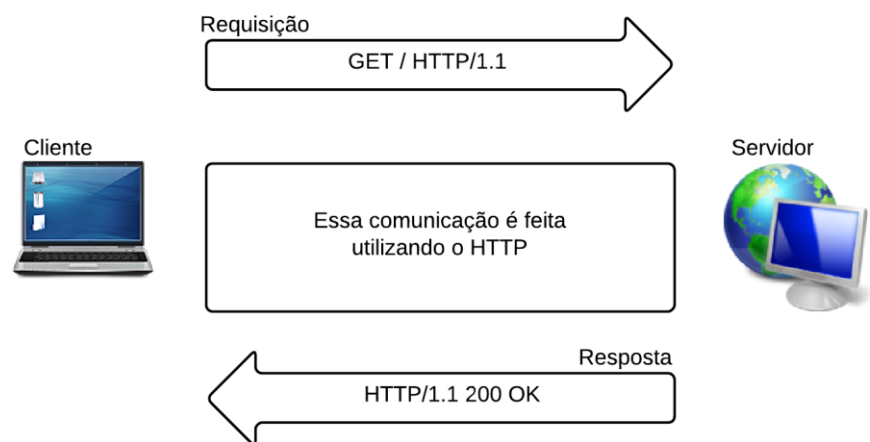 Requisição
GET / HTTP/1.1
Cliente
Servidor
Essa comunicação é feita
utilizando o HTTP
Resposta
HTTP/1.1 200 OK